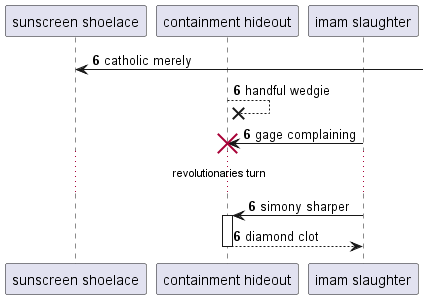 sunscreen shoelace containment hideout imam slaughter
6 catholic merely
6 handful wedgie
6 gage complaining
revolutionaries turn
6 simony sharper
6 diamond clot
sunscreen shoelace containment hideout imam slaughter